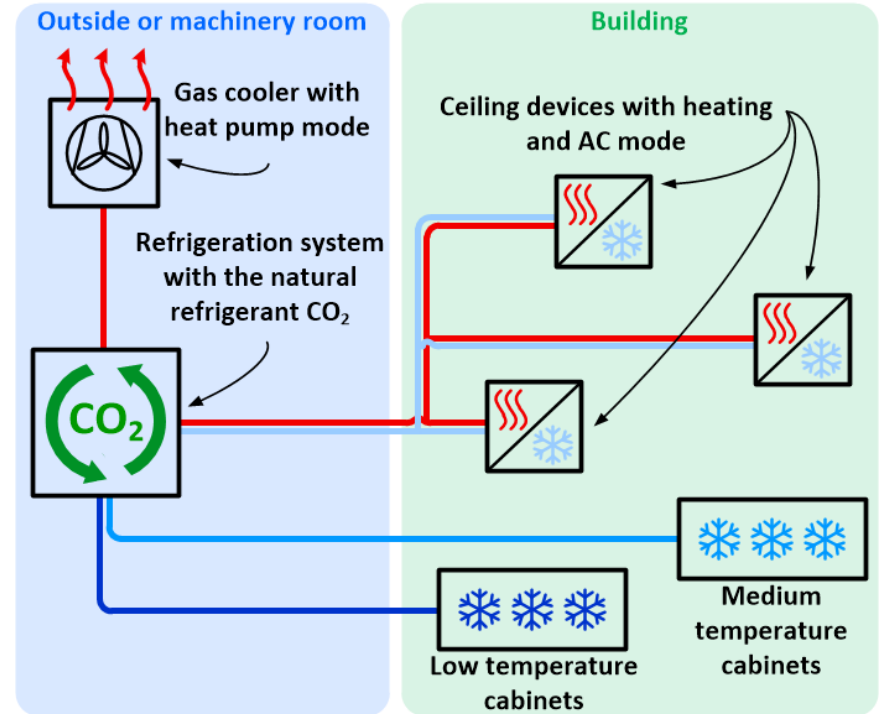 Outside or machinery room
Building
Gas cooler with
heat pump mode
Ceiling devices with heating
and AC mode
Refrigeration system
with the natural
refrigerant CO₂
CO₂
Medium
temperature
cabinets
Low temperature
cabinets